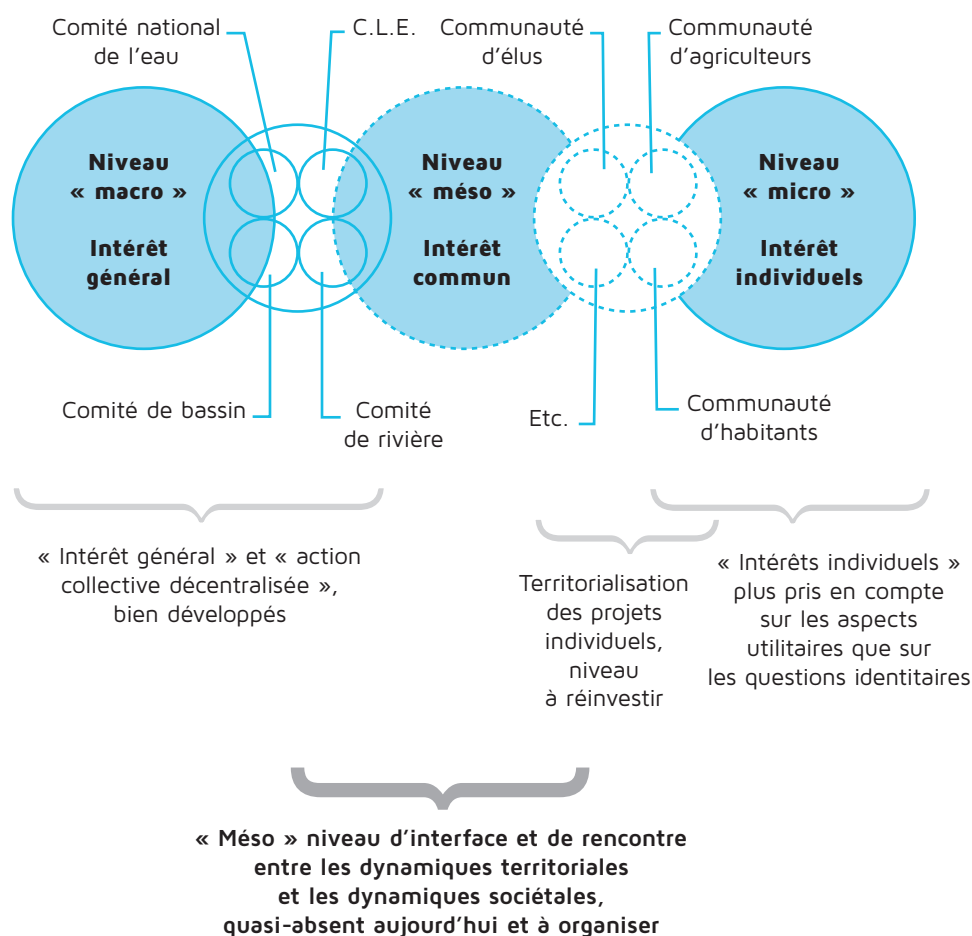 Comité national
de l’eau
C.L.E.
Communauté
d’élus
Communauté
d’agriculteurs
Niveau
« macro »
Intérêt
général
Niveau
« méso »
Intérêt
commun
Niveau
« micro »
Intérêt
individuels
Comité de bassin
Comité
de rivière
Etc.
Communauté
d’habitants
« Intérêt général » et « action
collective décentralisée »,
bien développés
Territorialisation
des projets
individuels,
niveau
à réinvestir
« Intérêts individuels »
plus pris en compte
sur les aspects
utilitaires que sur
les questions identitaires
« Méso » niveau d’interface et de rencontre
entre les dynamiques territoriales
et les dynamiques sociétales,
quasi-absent aujourd’hui et à organiser